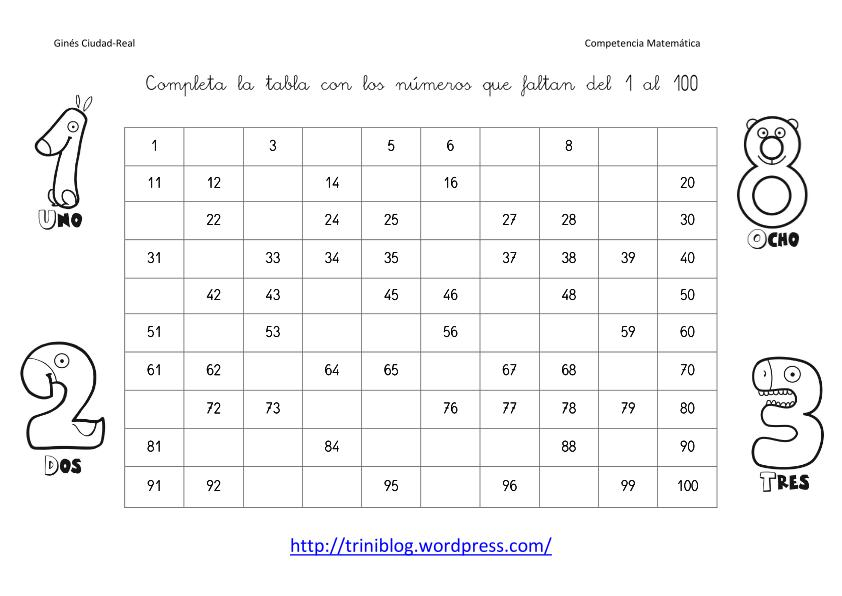 Ginés Ciudad-Real Competencia Matemática
Completa la tabla con los números que faltan del 1 al 100
1 3 5 6 8
11 12 14 16 20
22 24 25 27 28 30
31 33 34 35 37 38 39 40
42 43 45 46 48 50
51 53 56 59 60
61 62 64 65 67 68 70
72 73 76 77 78 79 80
81 84 88 90
91 92 95 96 99 100
UNO
OCHO
DOS
TRES
http://triniblog.wordpress.com/